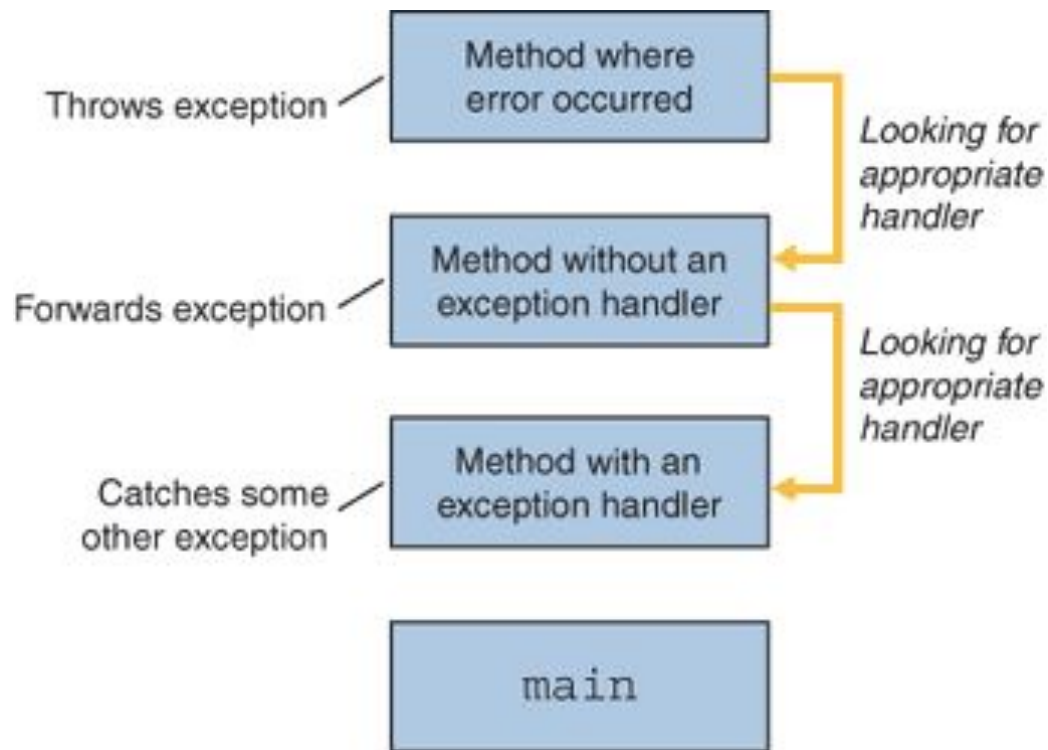 Method where
error occurred
Throws exception
Looking for
appropriate
handler
Method without an
exception handler
Forwards exception
Looking for
appropriate
handler
Method with an
exception handler
Catches some
other exception
main